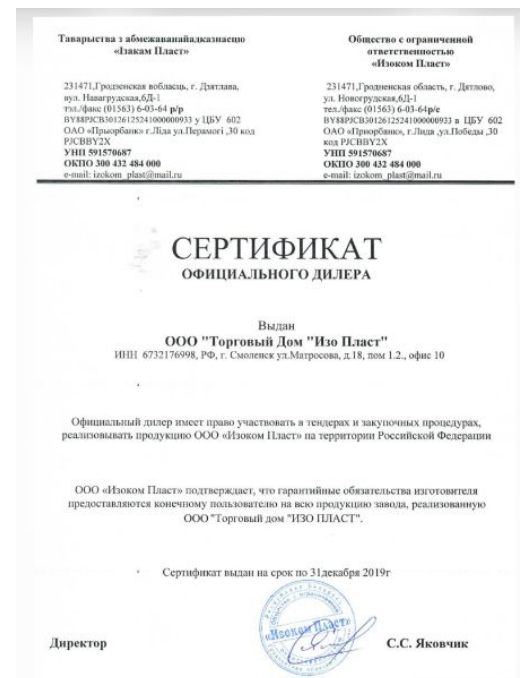 Таварыства з абмежаванайадказнасцю
«Ізакам Пласт»
231471,Гродзенская вобласць, г. Дзятлава,
вул. Навагрудская,6Д-1
тэл./факс (01563) 6-03-64 р/р
BY88PJCB30126125241000000933 у ЦБУ 602
ОАО «Прыорбанк» г.Ліда ул.Перамогі ,30 код
PJCBBY2X
УНП 591570687
ОКПО 300 432 484 000
e-mail: izokom_plast@mail.ru
Общество с ограниченной
ответственностью
«Изоком Пласт»
231471,Гродненская область, г. Дятлово,
ул. Новогрудская,6Д-1
тел./факс (01563) 6-03-64р/с
BY88PJCB30126125241000000933 в ЦБУ 602
ОАО «Приорбанк», г.Лида ,ул.Победы ,30
код PJCBBY2X
УНП 591570687
ОКПО 300 432 484 000
e-mail: izokom_plast@mail.ru
СЕРТИФИКАТ
ОФИЦИАЛЬНОГО ДИЛЕРА
Выдан
ООО "Торговый Дом "Изо Пласт"
ИНН 6732176998, РФ, г. Смоленск ул.Матросова, д.18, пом 1.2., офис 10
Официальный дилер имеет право участвовать в тендерах и закупочных процедурах,
реализовывать продукцию ООО «Изоком Пласт» на территории Российской Федерации
ООО «Изоком Пласт» подтверждает, что гарантийные обязательства изготовителя
предоставляются конечному пользователю на всю продукцию завода, реализованную
ООО "Торговый дом "ИЗО ПЛАСТ".
Сертификат выдан на срок по 31декабря 2019г
«Изоком Пласт»
Директор
С.С. Яковчик